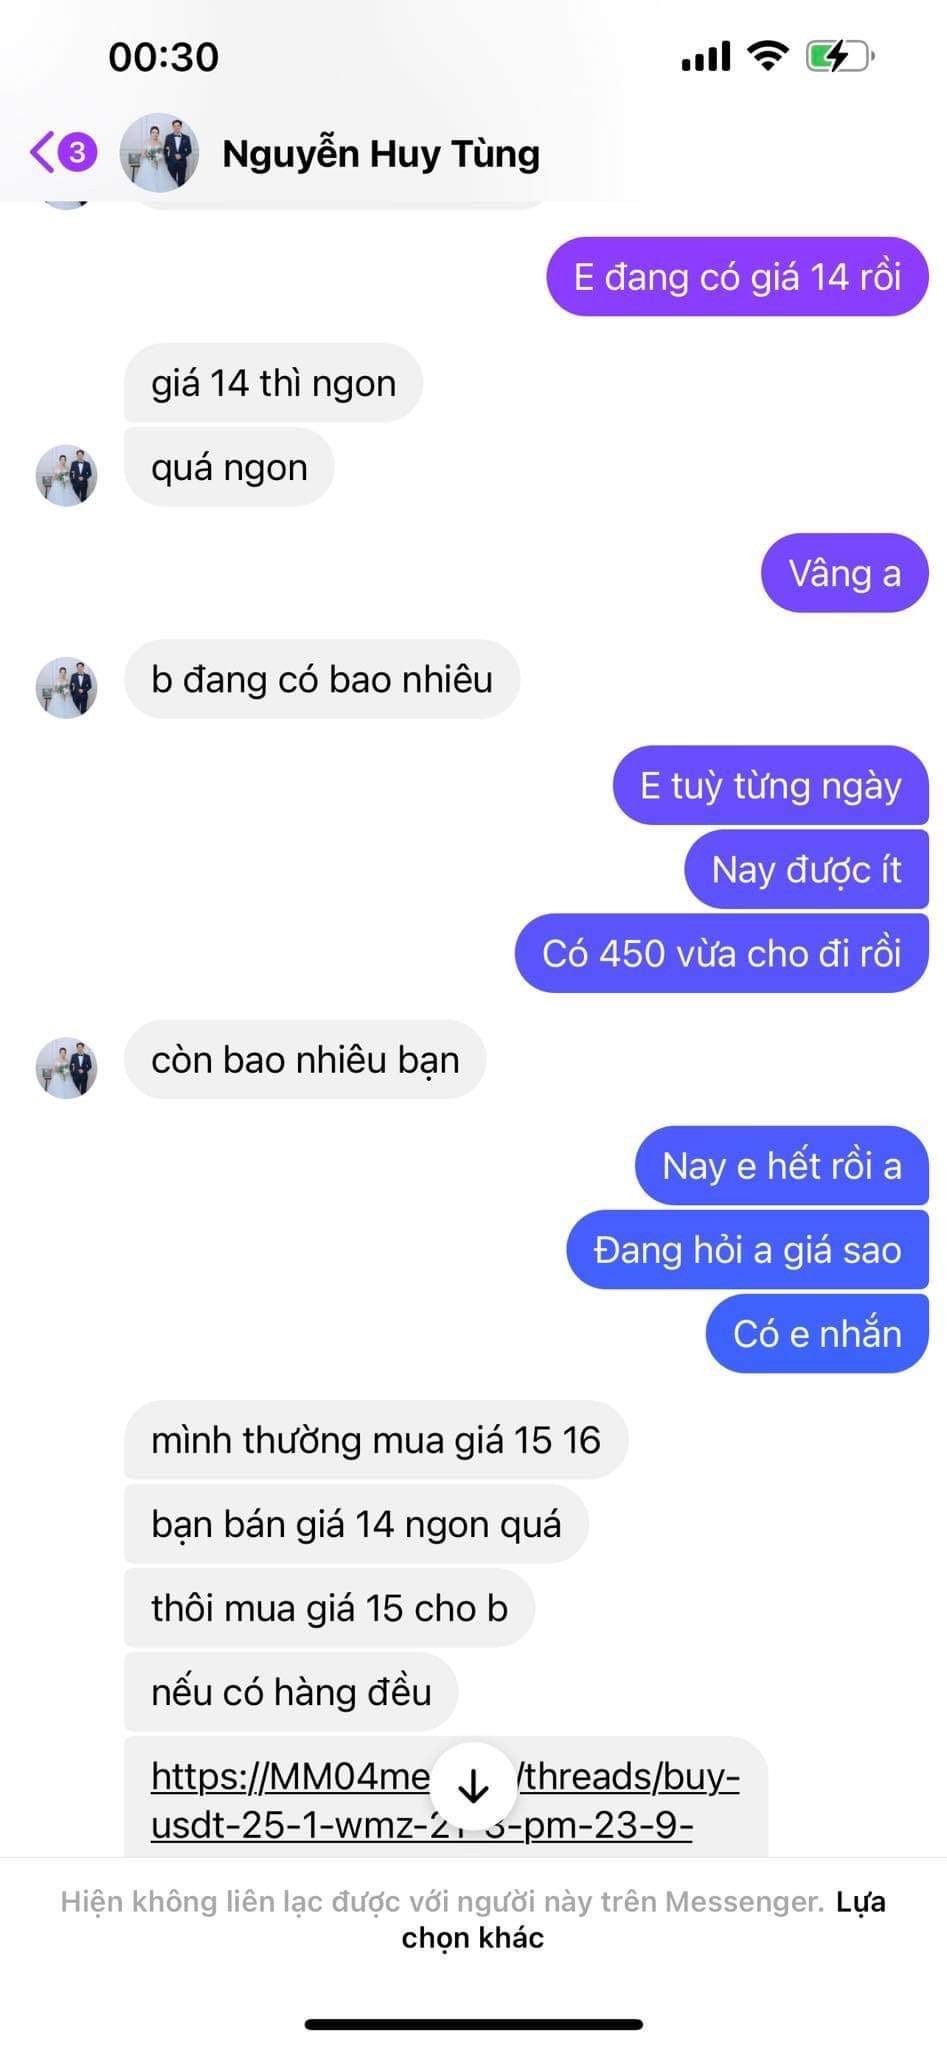 00:30
3
Nguyễn Huy Tùng
E đang có giá 14 rồi
giá 14 thì ngon
quá ngon
Vâng a
b đang có bao nhiêu
E tuỳ từng ngày
Nay được ít
Có 450 vừa cho đi rồi
còn bao nhiêu bạn
Nay e hết rồi a
Đang hỏi a giá sao
Có e nhắn
mình thường mua giá 15 16
bạn bán giá 14 ngon quá
thôi mua giá 15 cho b
nếu có hàng đều
https://MM04me /threads/buy-
usdt-25-1-wmz- -pm-23-9-
Hiện không liên lạc được với người này trên Messenger. Lựa
chọn khác